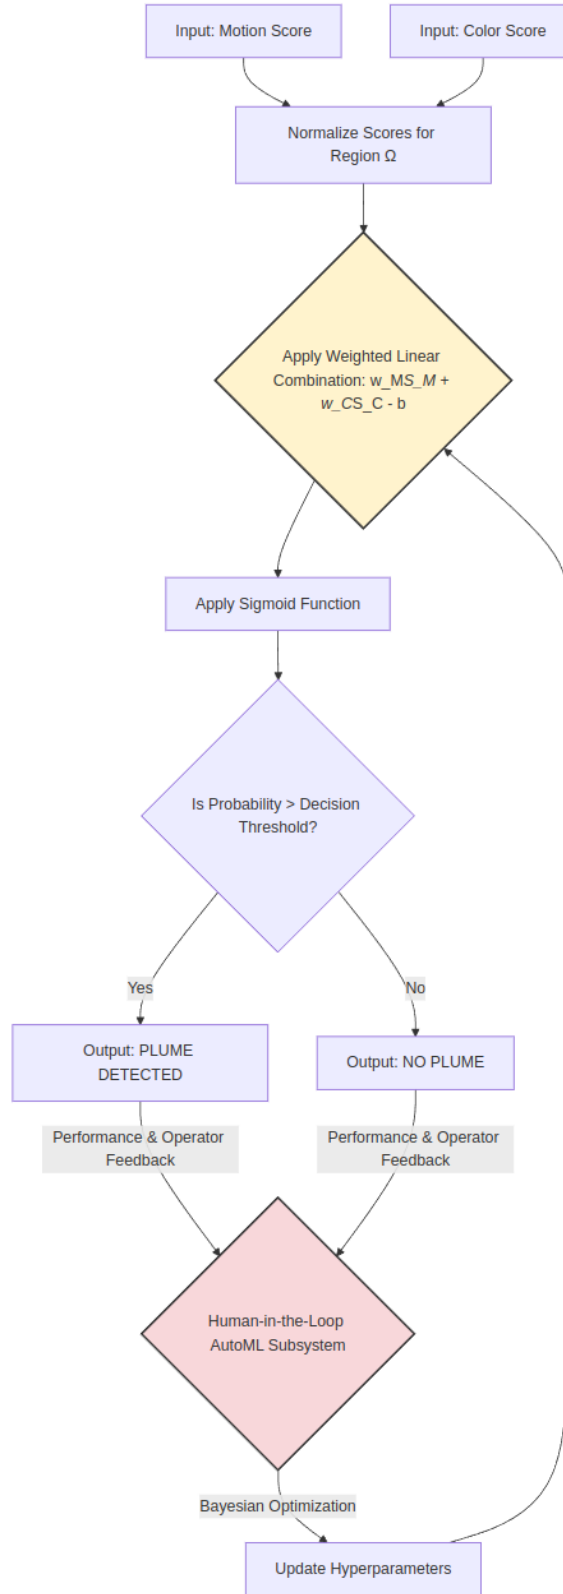 Input: Motion Score
Input: Color Score
Normalize Scores for
Region Ω
Apply Weighted Linear
Combination: w_MS_M +
w_CS_C - b
Apply Sigmoid Function
Is Probability > Decision
Threshold?
Yes
No
Output: PLUME
DETECTED
Output: NO PLUME
Performance & Operator
Feedback
Performance & Operator
Feedback
Human-in-the-Loop
AutoML Subsystem
Bayesian Optimization
Update Hyperparameters